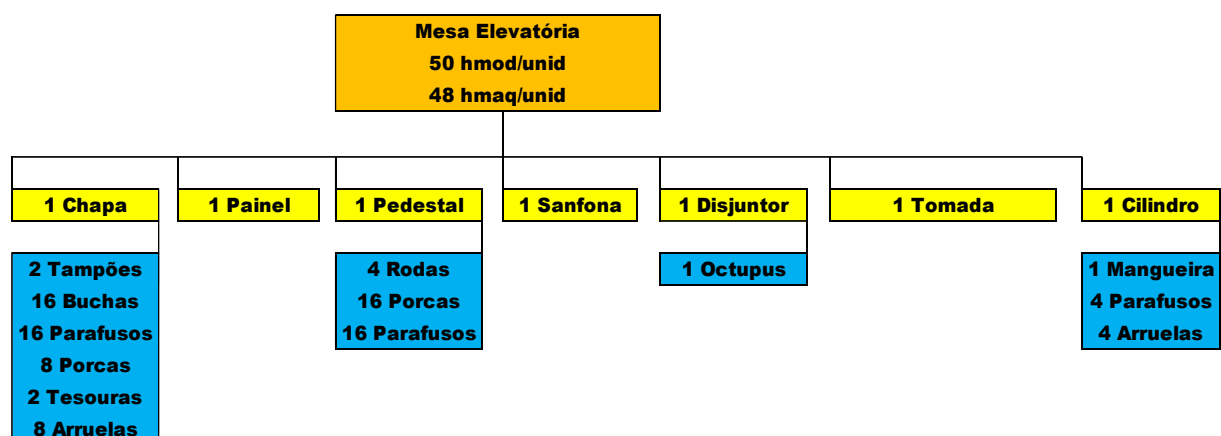 Mesa Elevatória
50 hmod/unid
48 hmaq/unid
1 Chapa
1 Painel
1 Pedestal
1 Sanfona
1 Disjuntor
1 Tomada
1 Cilindro
2 Tampões
16 Buchas
16 Parafusos
8 Porcas
2 Tesouras
8 Arruelas
4 Rodas
16 Porcas
16 Parafusos
1 Octupus
1 Mangueira
4 Parafusos
4 Arruelas